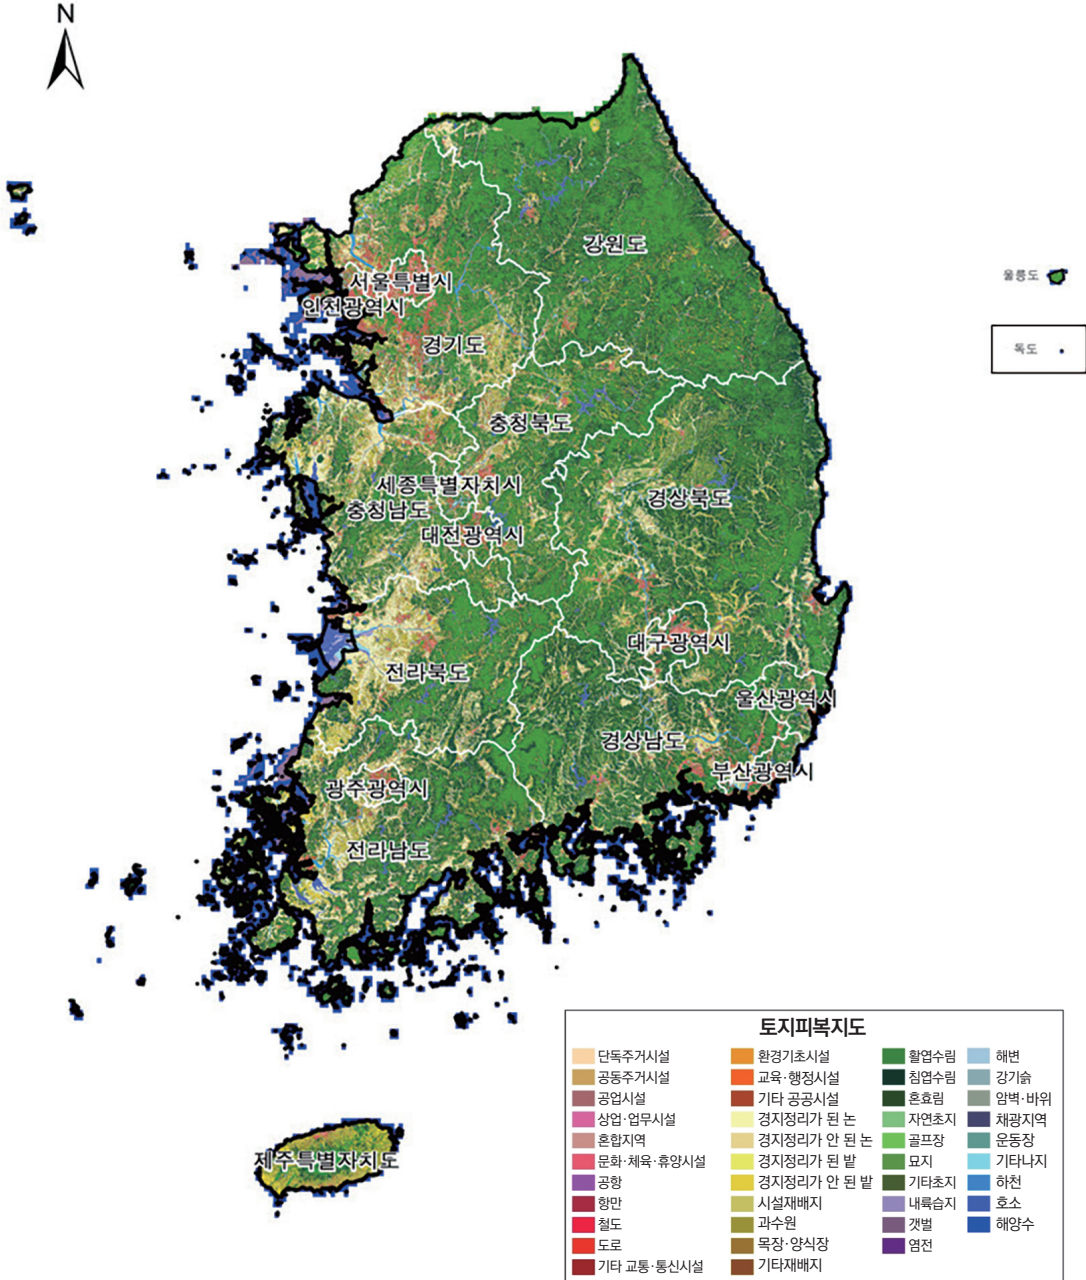 N
강원도
울릉도
서울특별시
인천광역시
독도
경기도
충청북도
세종특별자치시
경상북도
충청남도
대전광역시
대구광역시
전라북도
울산광역시
경상남도
부산광역시
광주광역시
전라남도
제주특별자치도
토지피복지도
단독주거시설
공동주거시설
공업시설
상업·업무시설
혼합지역
문화·체육·휴양시설
공항
항만
철도
도로
기타 교통·통신시설
환경기초시설
교육·행정시설
기타 공공시설
경지정리가 된 논
경지정리가 안 된 논
경지정리가 된 밭
경지정리가 안 된 밭
시설재배지
과수원
목장·양식장
기타재배지
활엽수림
침엽수림
혼효림
자연초지
골프장
묘지
기타초지
내륙습지
갯벌
염전
해변
강기슭
암벽·바위
채광지역
운동장
기타나지
하천
호소
해양수